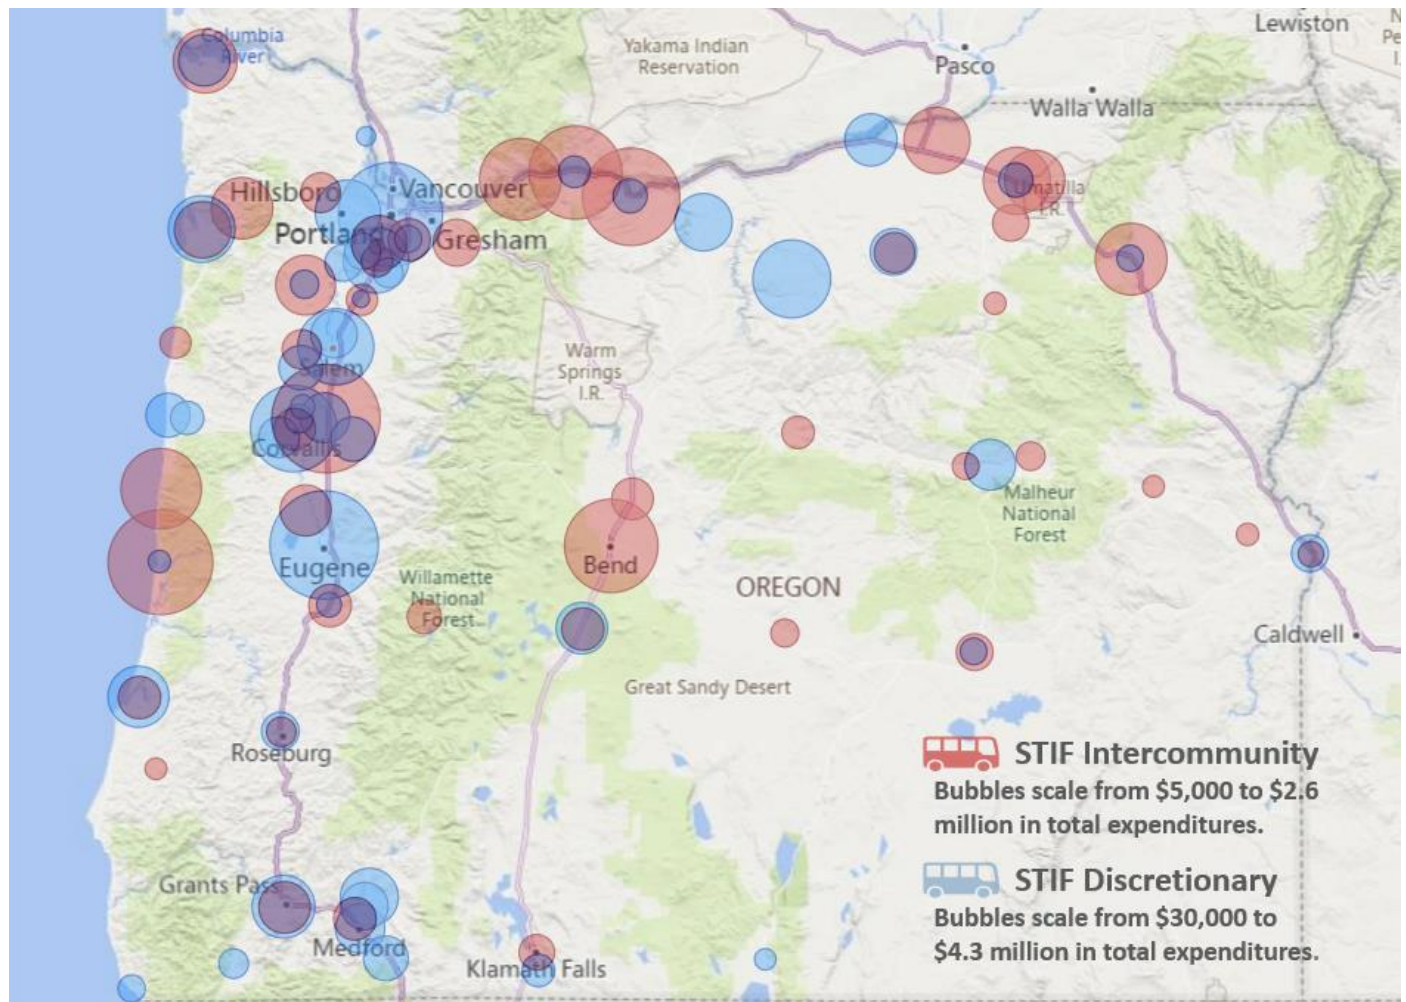 Lewiston
Columbia
River
Yakama Indian
Reservation
N
Pe
I.
Pasco
Walla Walla
Hillsboro
Vancouver
Umatilla
I.R.
Portland
Gresham
Warm
Springs
I.R.
Salem
Corvallis
Malheur
National
Forest
Eugene
Bend
Willamette
National
Forest
OREGON
Caldwell
Great Sandy Desert
Roseburg
STIF Intercommunity
Bubbles scale from $5,000 to $2.6
million in total expenditures.
STIF Discretionary
Bubbles scale from $30,000 to
$4.3 million in total expenditures.
Grants Pass
Medford
Klamath Falls